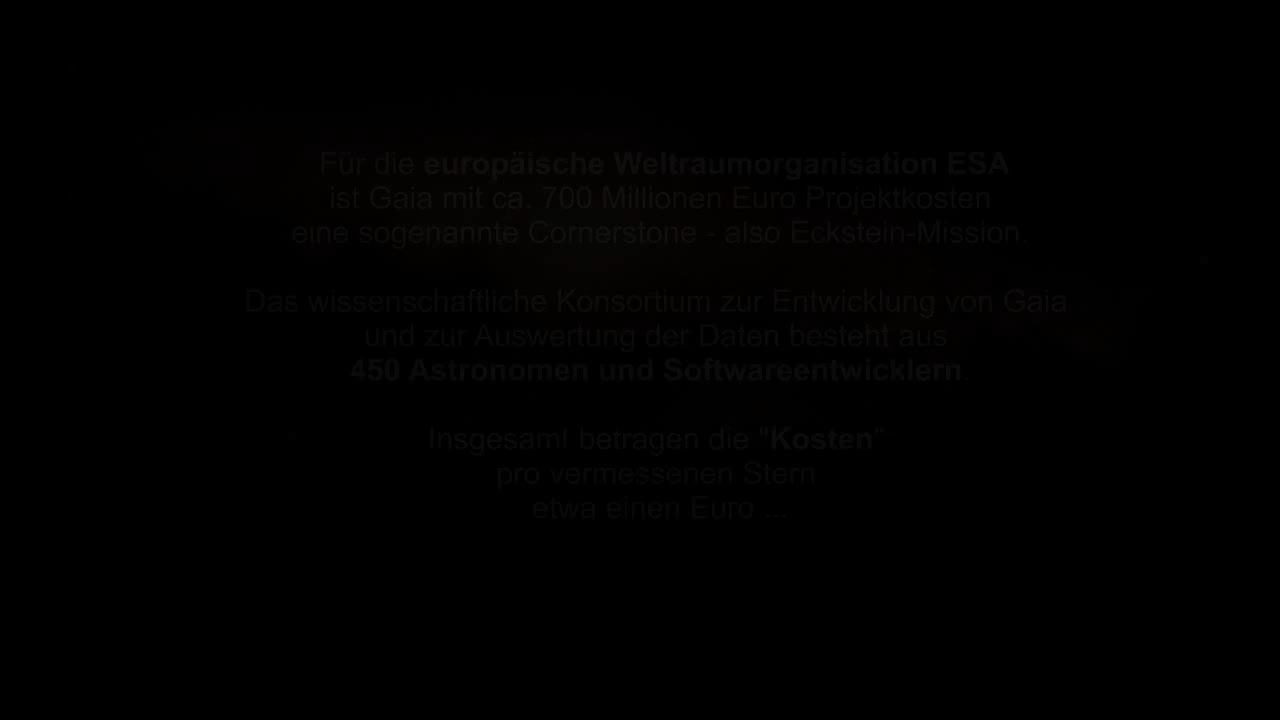 Für die europäische Weltraumorganisation ESA
ist Gaia mit ca. 700 Millionen Euro Projektkosten
eine sogenannte Cornerstone - also Eckstein-Mission.
Das wissenschaftliche Konsortium zur Entwicklung von Gaia
und zur Auswertung der Daten besteht aus
450 Astronomen und Softwareentwicklern.
Insgesamt betragen die "Kosten"
pro vermessenen Stern
etwa einen Euro ...